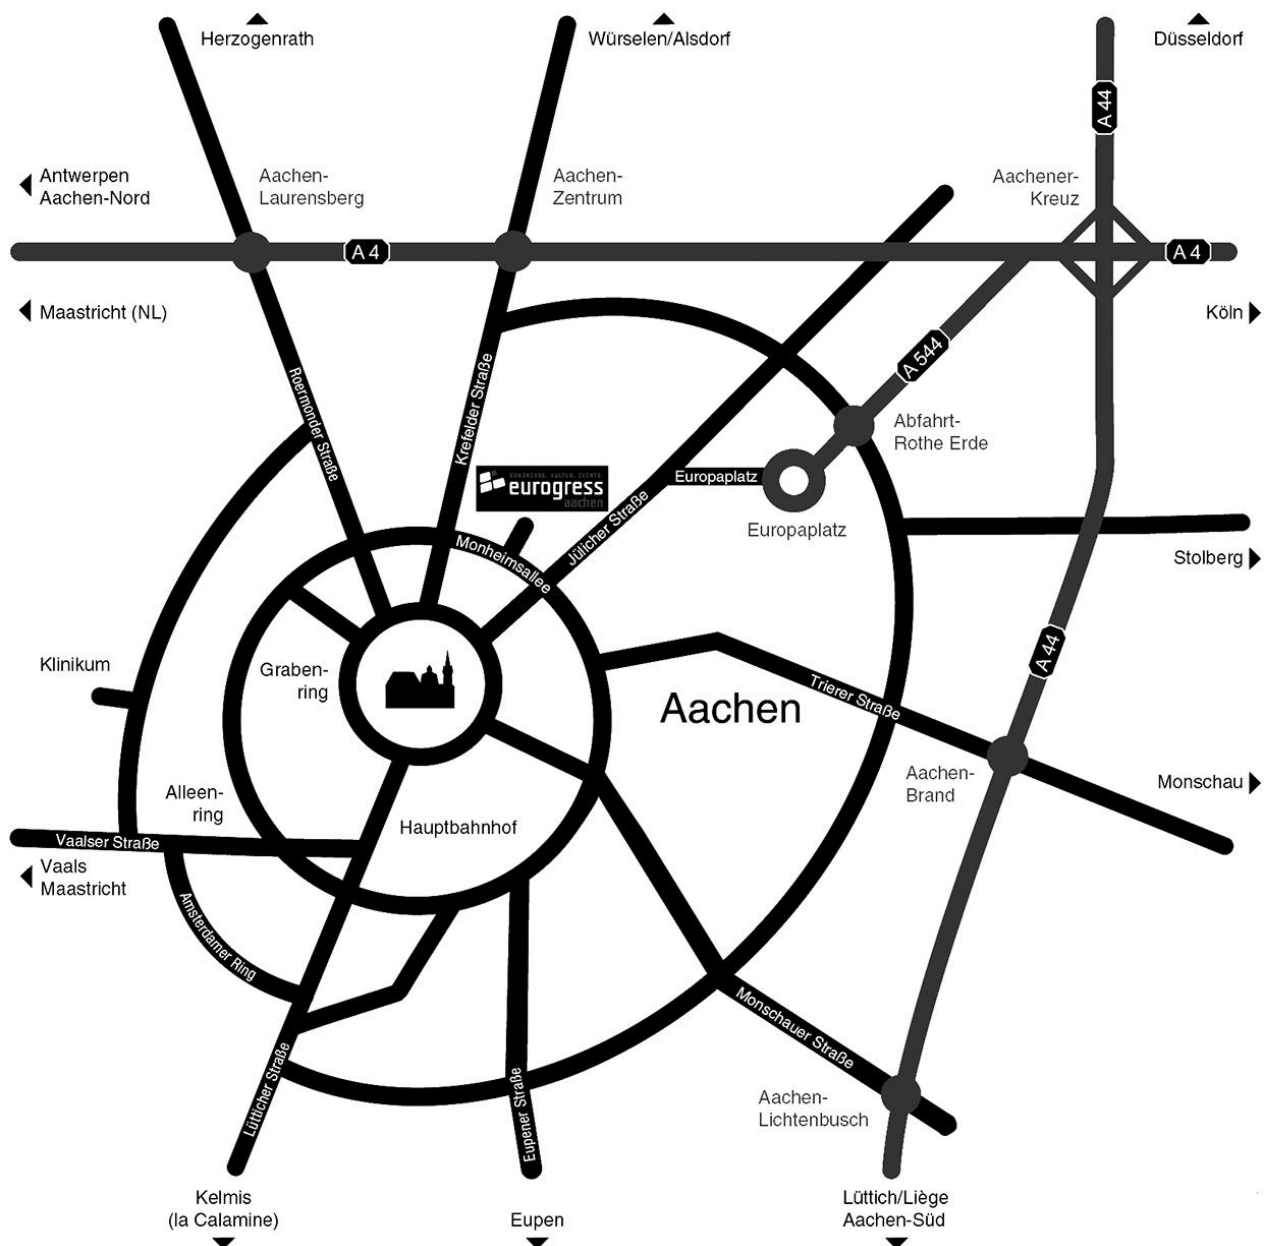 Herzogenrath
Würselen/Alsdorf
Düsseldorf
A 44
Antwerpen
Aachen-Nord
Aachen-
Laurensberg
Aachen-
Zentrum
Aachener-
Kreuz
A 4
A 4
Maastricht (NL)
Köln
A 544
Roermonder Straße
Krefelder Straße
Abfahrt-
Rothe Erde
eurogress
aachen
Europaplatz
Jülicher Straße
Europaplatz
Monheimsallee
Stolberg
Klinikum
Graben-
ring
A 44
Aachen
Trierer Straße
Aachen-
Brand
Monschau
Alleen-
ring
Hauptbahnhof
Vaalser Straße
Vaals
Maastricht
Amsterdamer Ring
Monschauer Straße
Lütticher Straße
Eupener Straße
Aachen-
Lichtenbusch
Kelmis
(la Calamine)
Eupen
Lüttich/Liège
Aachen-Süd